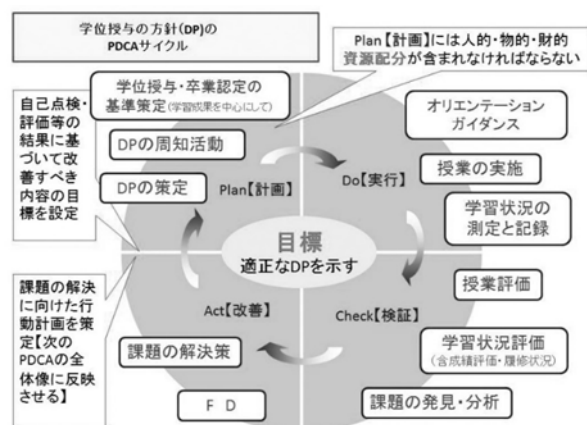 学位授与の方針(DP)の
PDCAサイクル
Plan【計画】には人的・物的・財的
資源配分が含まれなければならない
学位授与・卒業認定の
基準策定(学習成果を中心にして)
オリエンテーション
ガイダンス
自己点検・
評価等の
結果に基
づいて改
善すべき
内容の目
標を設定
DPの周知活動
DPの策定
Plan【計画】
Do【実行】
授業の実施
学習状況の
測定と記録
目標
適正なDPを示す
課題の解決
に向けた行
動計画を策
定【次の
PDCAの全
体像に反映
させる】
Act【改善】
Check【検証】
授業評価
課題の解決策
学習状況評価
(含成績評価・履修状況)
F D
課題の発見・分析